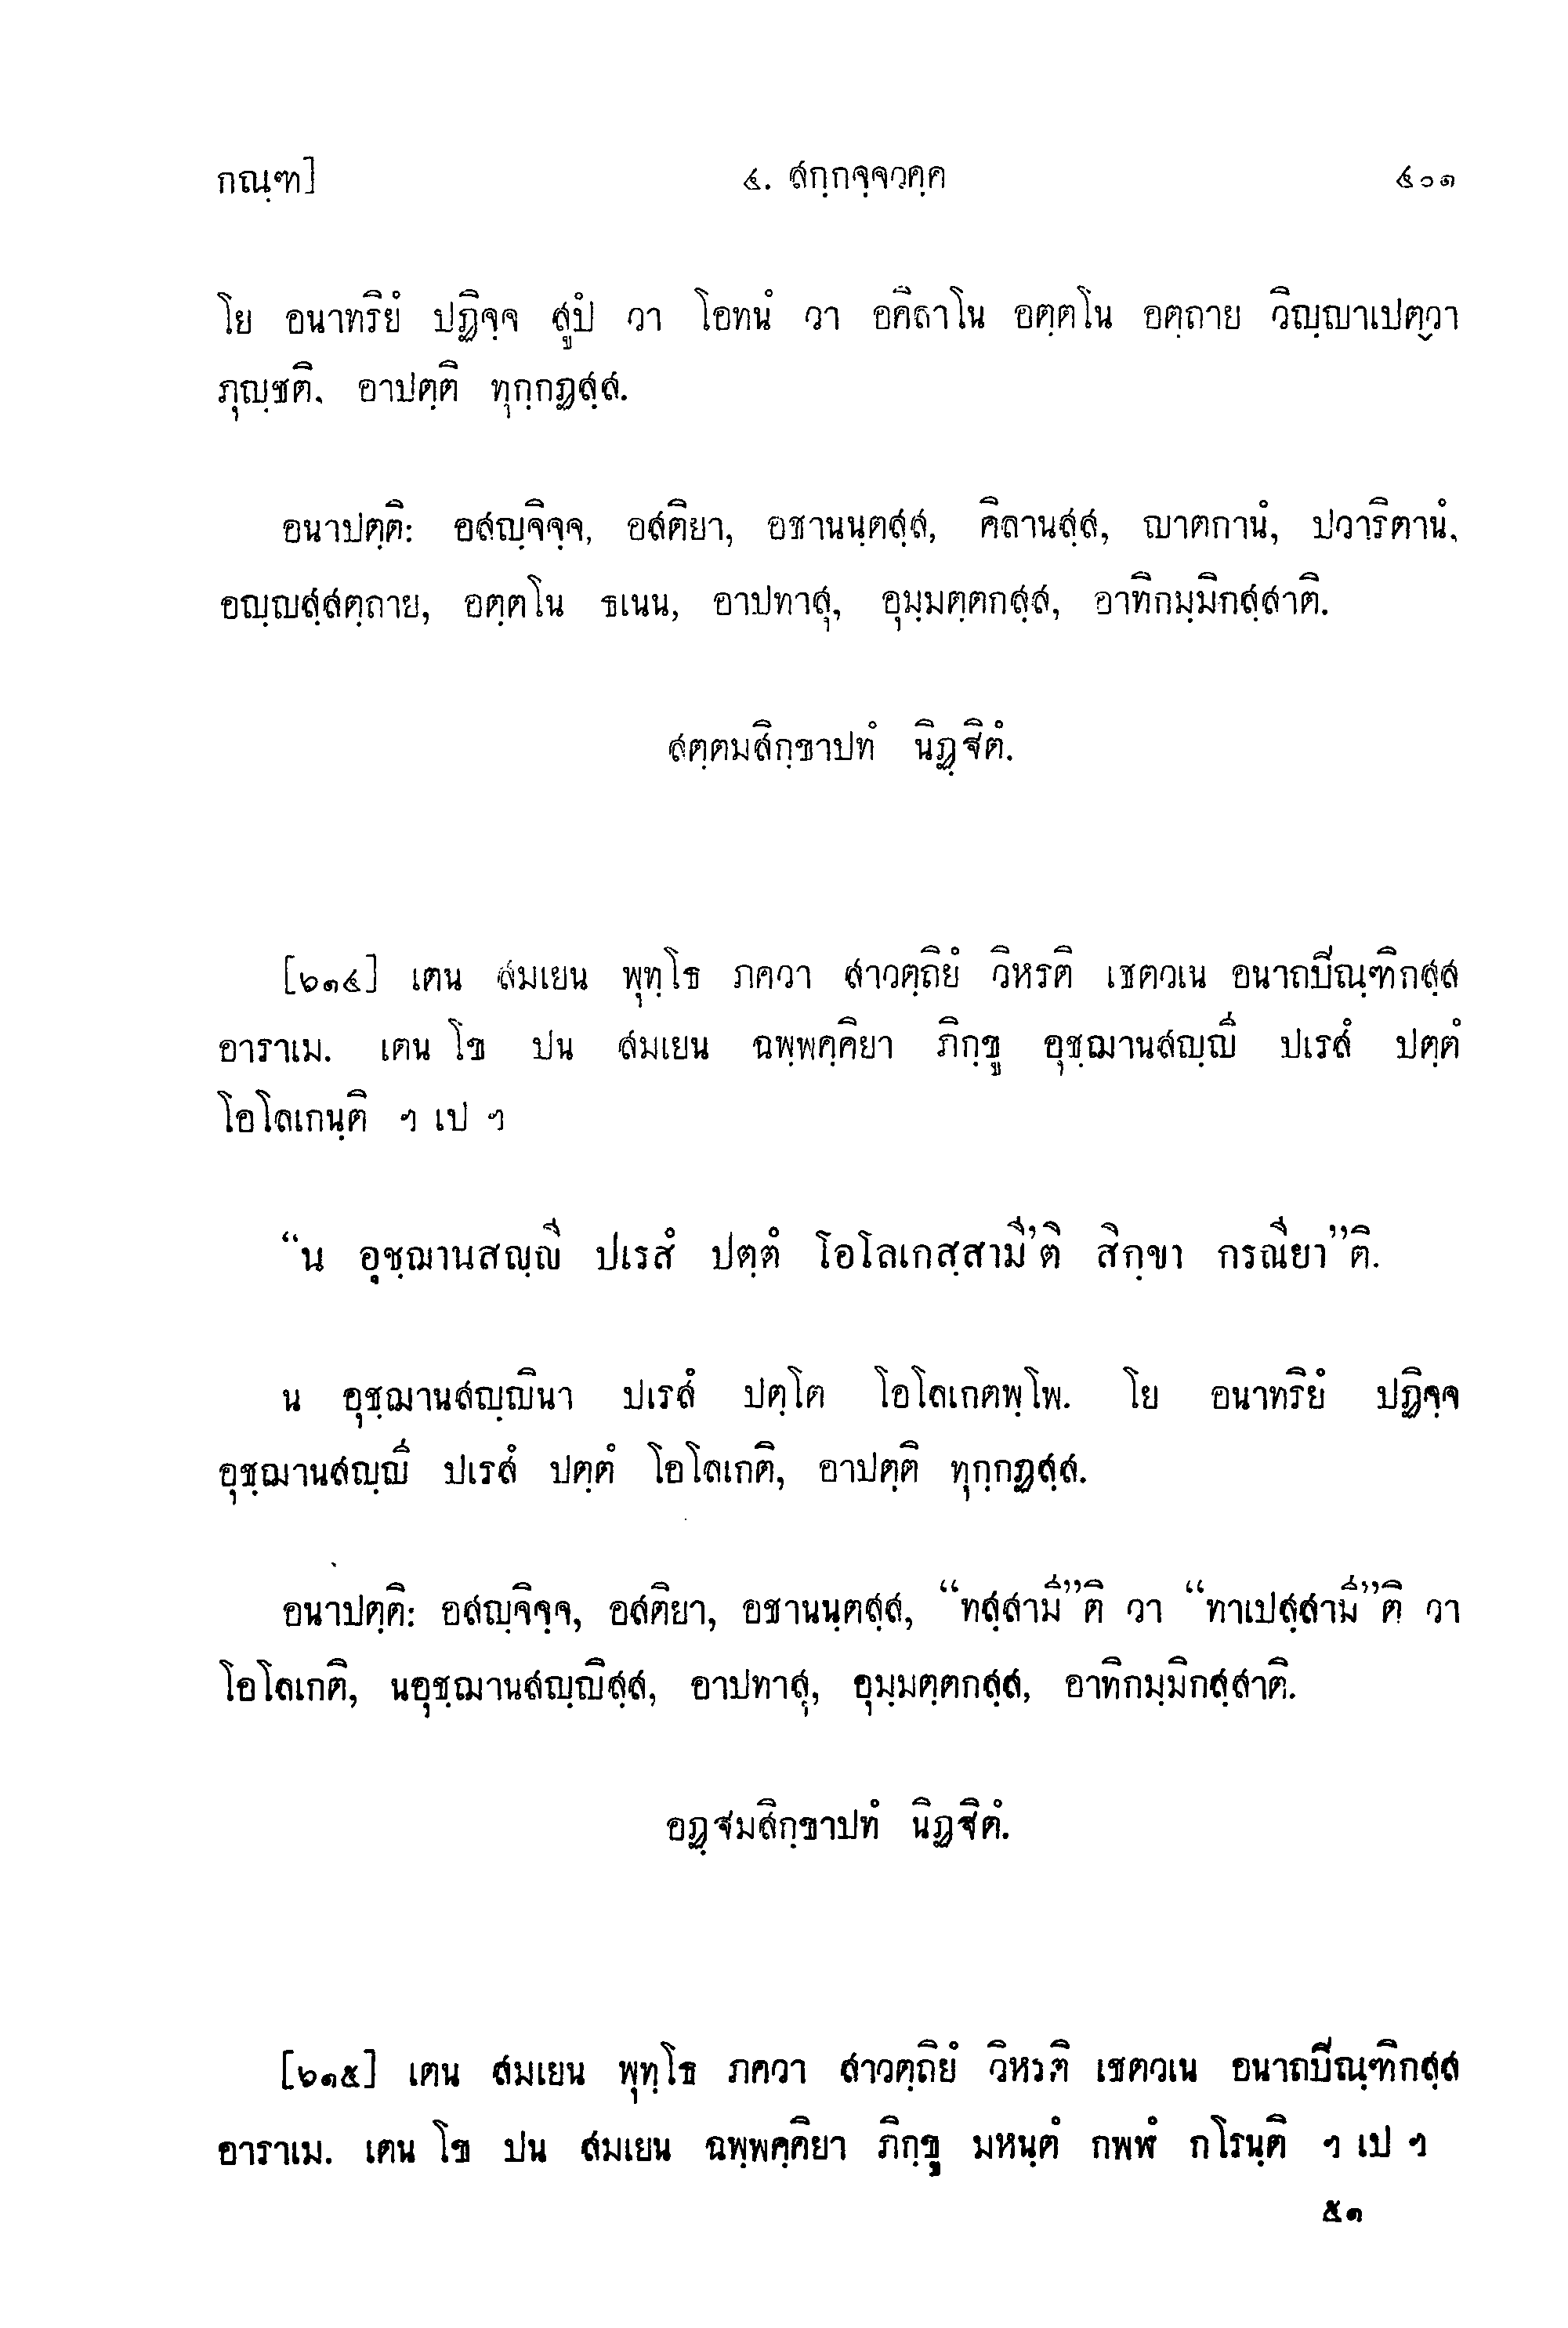 กณฺฑ] ๔. สกฺกจฺจวคฺค ๔๐๑
โย อนาทริยํ ปฏิจฺจ สูปํ วา โอทนํ วา อคิลาโน อตฺตโน อตฺถาย วิญฺญาเปตฺวา
ภุญฺชติ, อาปตฺติ ทุกฺกฏสฺส.
อนาปตฺติ: อสญฺจิจฺจ, อสติยา, อชานนฺตสฺส, คิลานสฺส, ญาตกานํ, ปวาริตานํ,
อญฺญสฺสตฺถาย, อตฺตโน ธเนน, อาปทาสุ, อุมฺมตฺตกสฺส, อาทิกมฺมิกสฺสาติ.
สตฺตมสิกฺขาปทํ นิฏฺฐิตํ.
[๖๑๔] เตน สมเยน พุทฺโธ ภควา สาวตฺถิยํ วิหรติ เชตวเน อนาถปิณฺฑิกสฺส
อาราเม. เตน โข ปน สมเยน ฉพฺพคฺคิยา ภิกฺขู อุชฺฌานสญฺญี ปเรสํ ปตฺตํ
โอโลเกนฺติ ฯ เป ฯ
“น อุชฺฌานสญฺญี ปเรสํ ปตฺตํ โอโลเกสฺสามี’ติ สิกฺขา กรณียา”ติ.
น อุชฺฌานสญฺญินา ปเรสํ ปตฺโต โอโลเกตพฺโพ. โย อนาทริยํ ปฏิจฺจ
อุชฺฌานสญฺญี ปเรสํ ปตฺตํ โอโลเกติ, อาปตฺติ ทุกฺกฏสฺส.
อนาปตฺติ: อสญฺจิจฺจ, อสติยา, อชานนฺตสฺส, “ทสฺสามี”ติ วา “ทาเปสฺสามี”ติ วา
โอโลเกติ, นอุชฺฌานสญฺญิสฺส, อาปทาสุ, อุมฺมตฺตกสฺส, อาทิกมฺมิกสฺสาติ.
อฏฺฐมสิกฺขาปทํ นิฏฺฐิตํ.
[๖๑๕] เตน สมเยน พุทฺโธ ภควา สาวตฺถิยํ วิหรติ เชตวเน อนาถปิณฺฑิกสฺส
อาราเม. เตน โข ปน สมเยน ฉพฺพคฺคิยา ภิกฺขู มหนฺตํ กพฬํ กโรนฺติ ฯ เป ฯ
๕๑